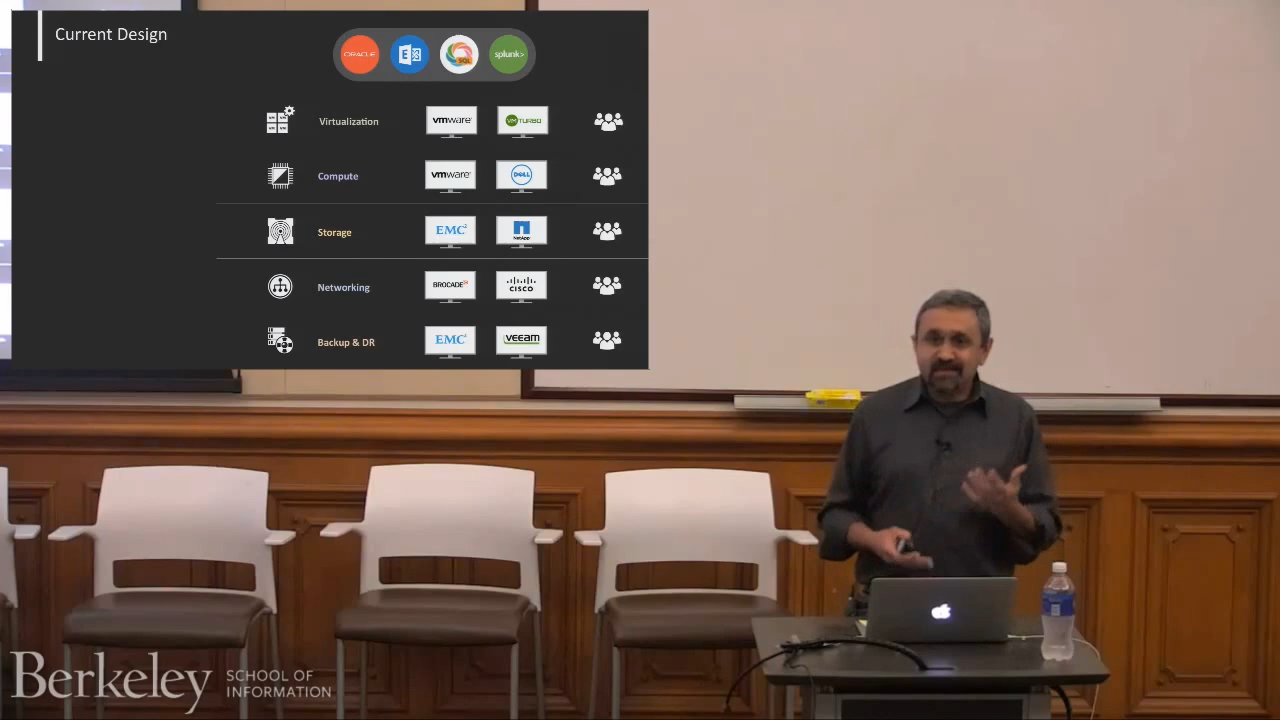 Current Design
ORACLE
E
SQL
splunk>
Virtualization
vmware
VMTURBO
Compute
vmware
DELL
Storage
EMC²
NetApp
Networking
BROCADE
CISCO
Backup & DR
EMC²
veeam
Berkeley
SCHOOL OF
INFORMATION